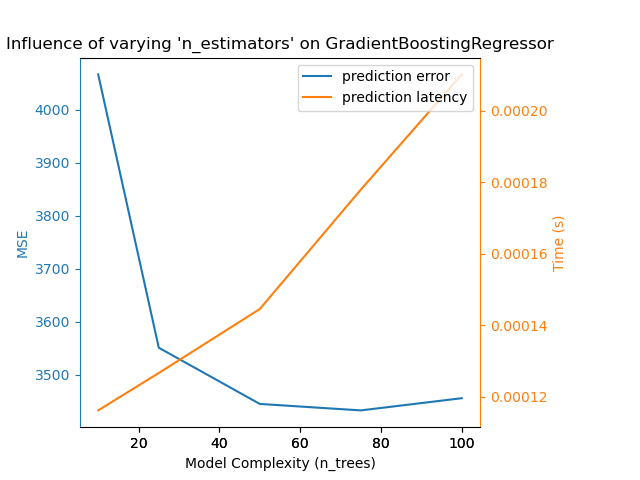 Influence of varying 'n_estimators' on GradientBoostingRegressor
prediction error
prediction latency
4000
3900
3800
3700
3600
3500
MSE
0.00020
0.00018
0.00016
0.00014
0.00012
Time (s)
20 40 60 80 100
Model Complexity (n_trees)